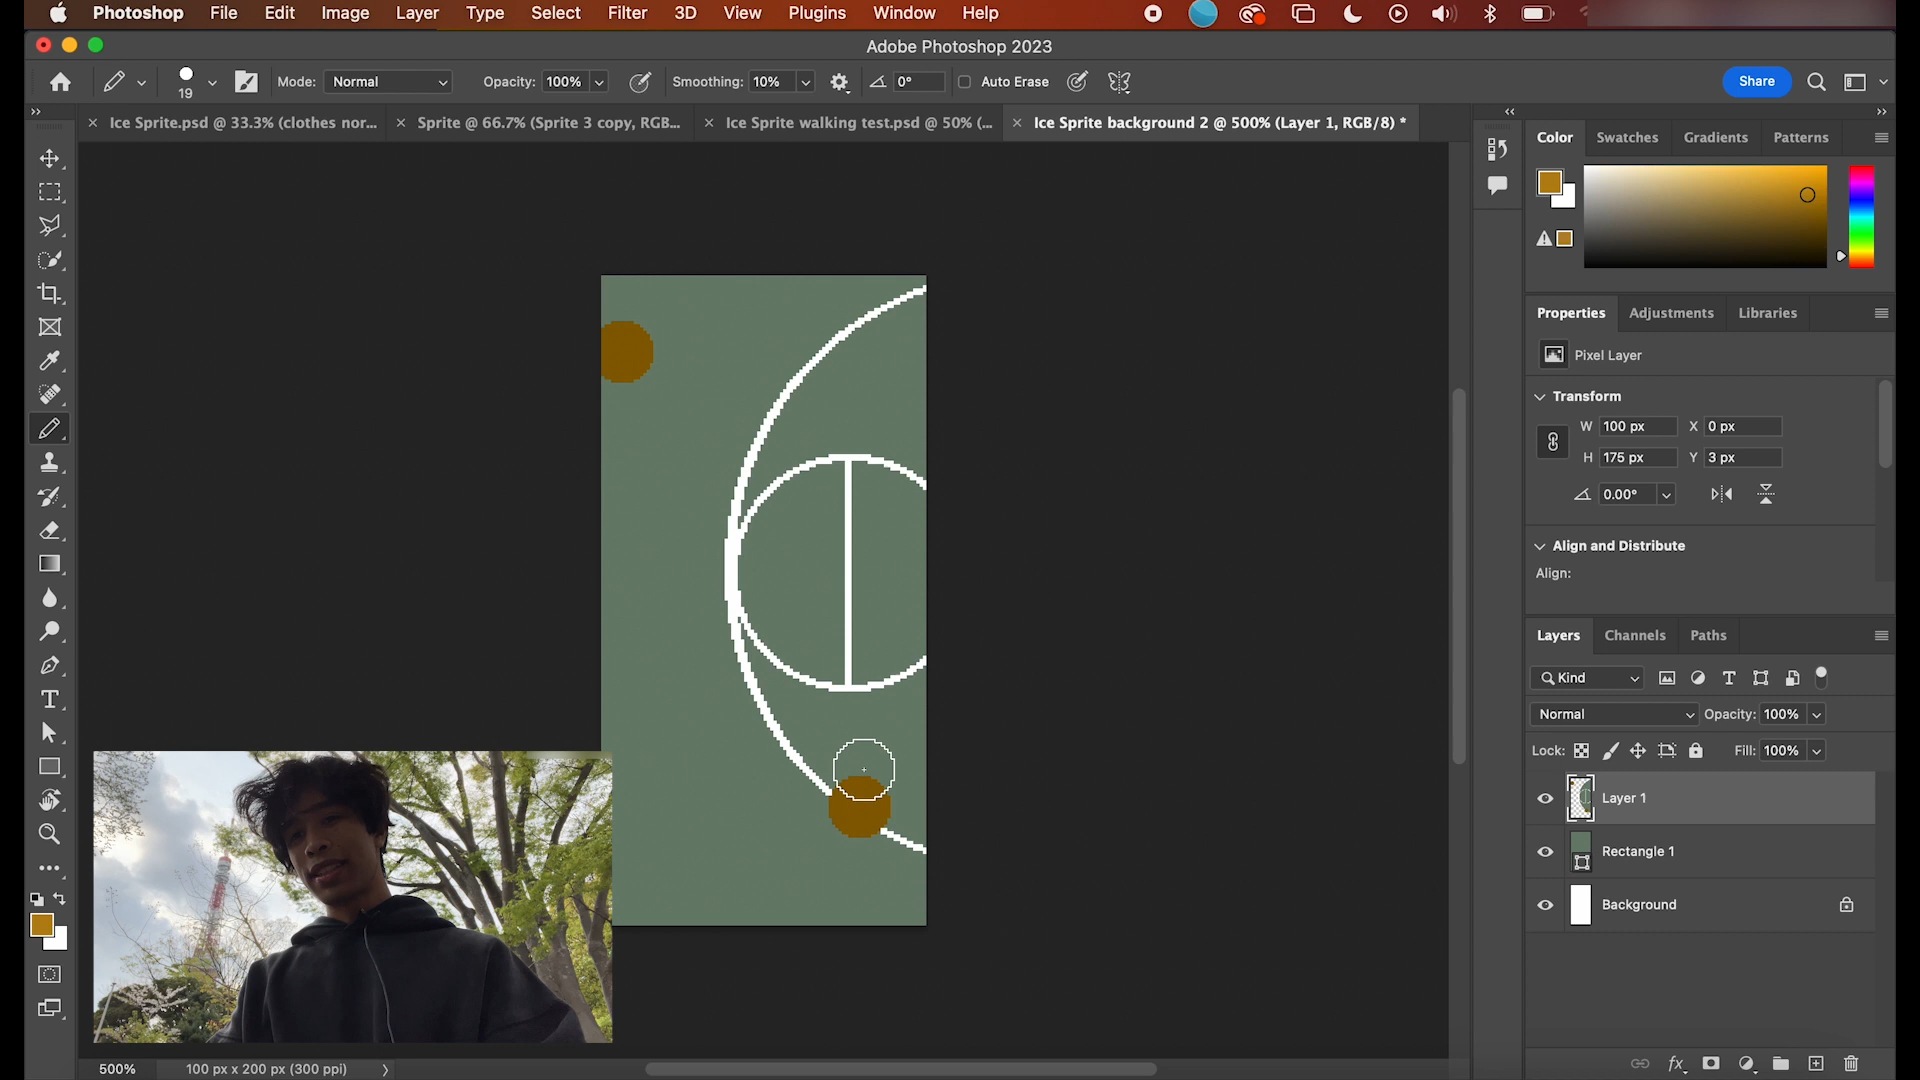 Photoshop File Edit Image Layer Type Select Filter 3D View Plugins Window Help
Adobe Photoshop 2023
19 Mode: Normal Opacity: 100% Smoothing: 10% 0° Auto Erase Share
Ice Sprite.psd @ 33.3% (clothes nor... Sprite @ 66.7% (Sprite 3 copy, RGB... Ice Sprite walking test.psd @ 50% (... Ice Sprite background 2 @ 500% (Layer 1, RGB/8) *
Color Swatches Gradients Patterns
Properties Adjustments Libraries
Pixel Layer
Transform
W 100 px X 0 px
H 175 px Y 3 px
0.00°
Align and Distribute
Align:
Layers Channels Paths
Kind
Normal Opacity: 100%
Lock: Fill: 100%
Layer 1
Rectangle 1
Background
500% 100 px x 200 px (300 ppi)